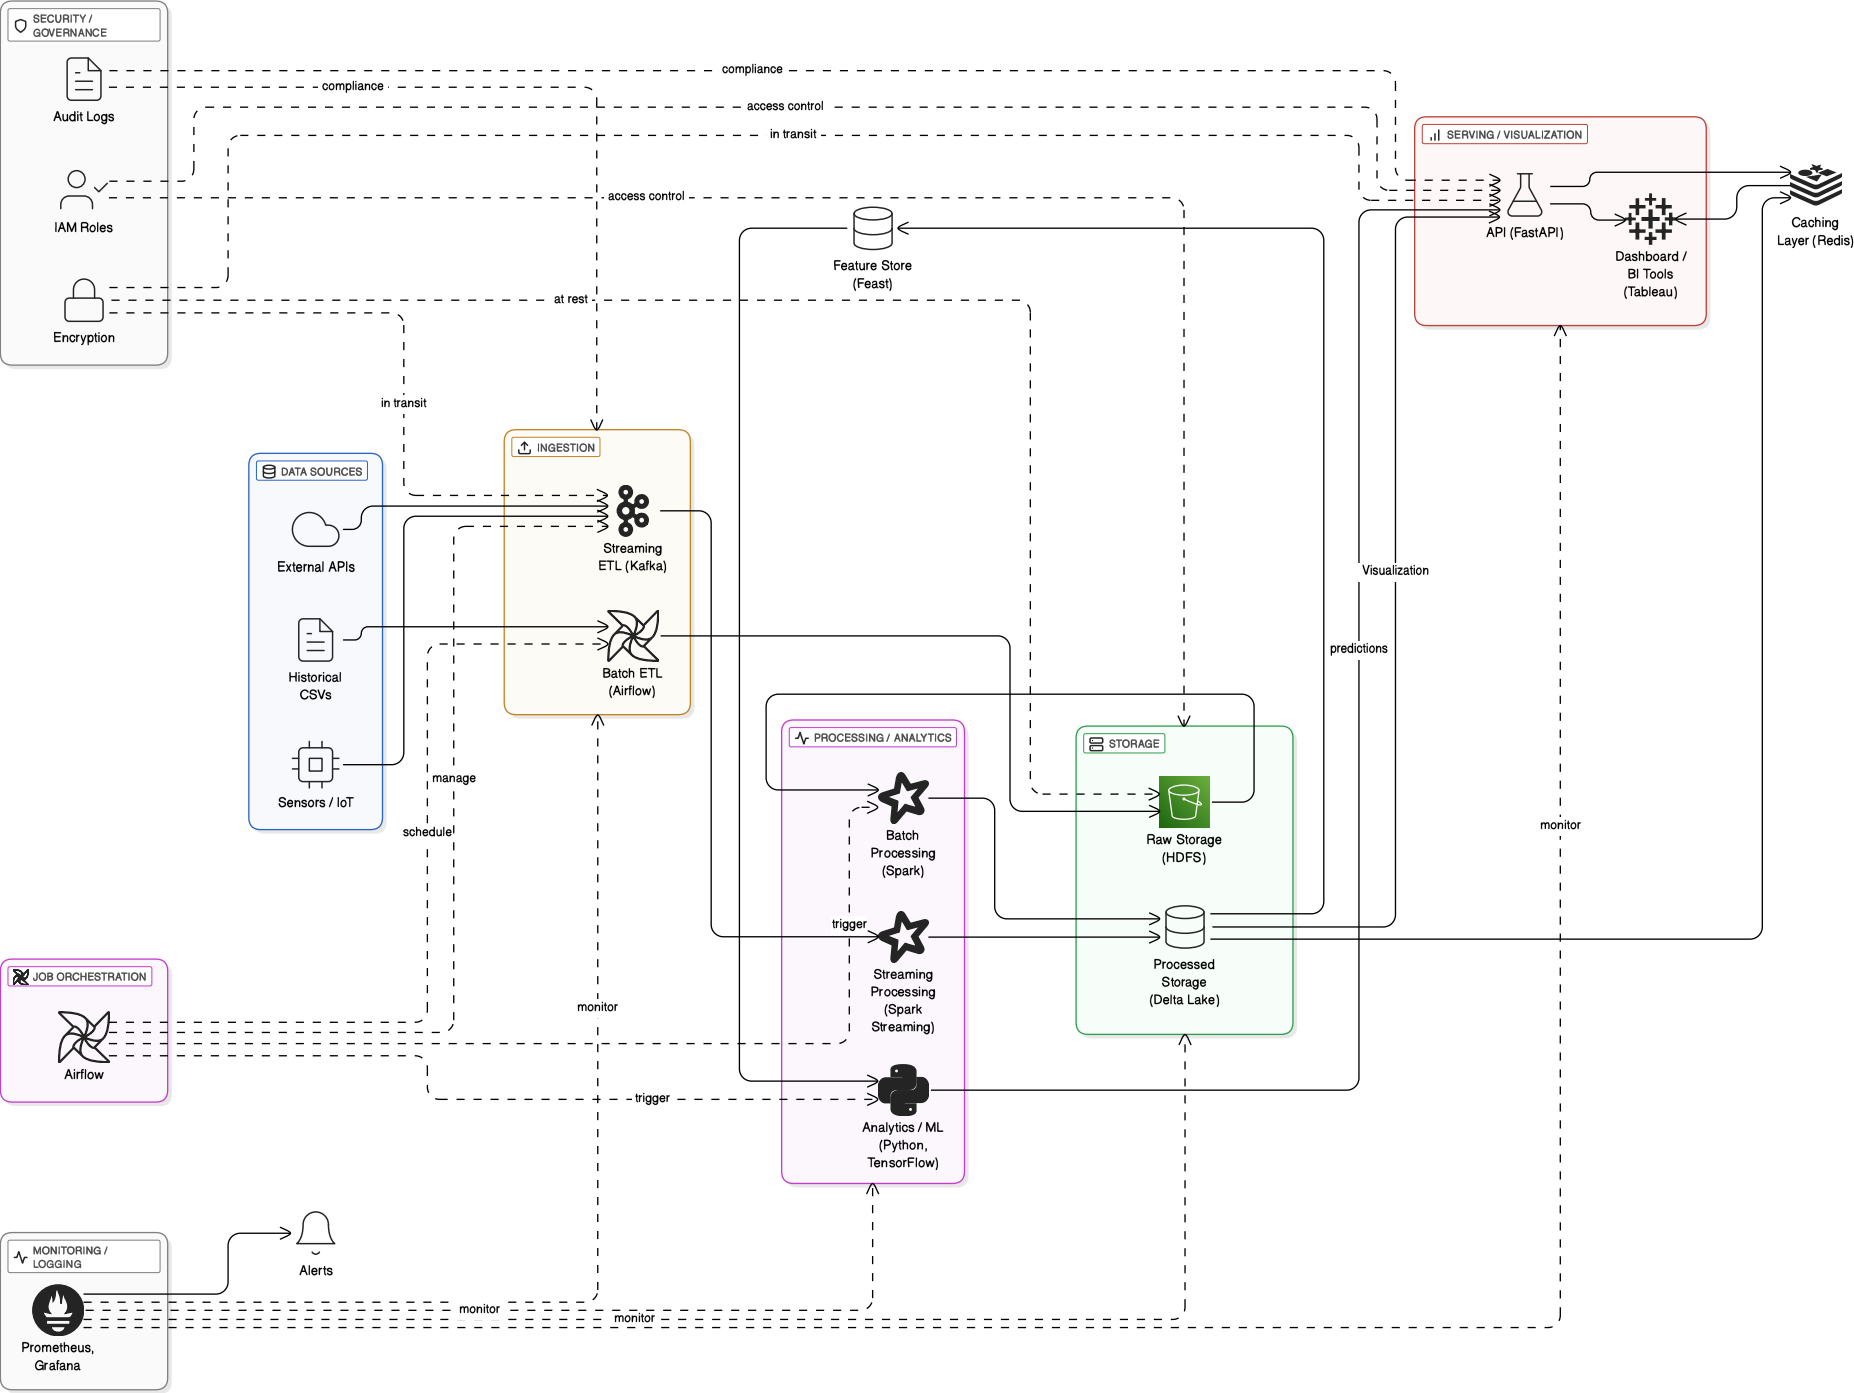 SECURITY /
GOVERNANCE
Audit Logs
IAM Roles
Encryption
compliance
compliance
access control
in transit
access control
at rest
in transit
Feature Store
(Feast)
SERVING / VISUALIZATION
API (FastAPI)
Dashboard /
BI Tools
(Tableau)
Caching
Layer (Redis)
DATA SOURCES
External APIs
Historical
CSVs
Sensors / IoT
INGESTION
Streaming
ETL (Kafka)
Batch ETL
(Airflow)
Visualization
predictions
manage
schedule
monitor
PROCESSING / ANALYTICS
Batch
Processing
(Spark)
trigger
Streaming
Processing
(Spark
Streaming)
Analytics / ML
(Python,
TensorFlow)
STORAGE
Raw Storage
(HDFS)
Processed
Storage
(Delta Lake)
JOB ORCHESTRATION
Airflow
monitor
trigger
MONITORING /
LOGGING
Prometheus,
Grafana
Alerts
monitor
monitor